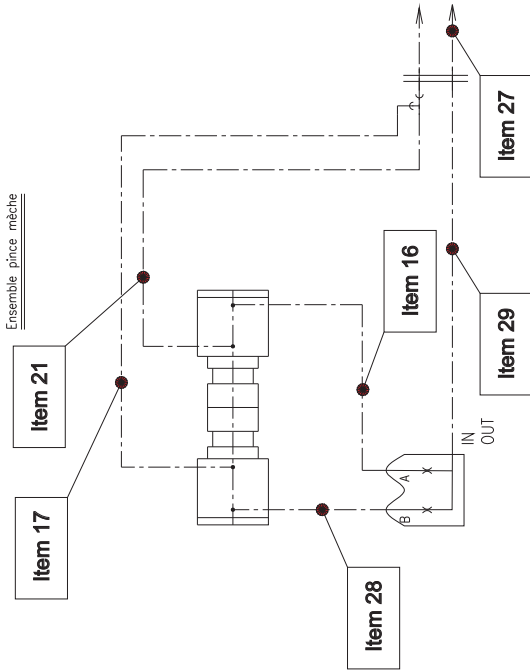 Ensemble pince mèche
Item 17
Item 21
Item 28
Item 16
Item 29
Item 27
B
A
IN
OUT